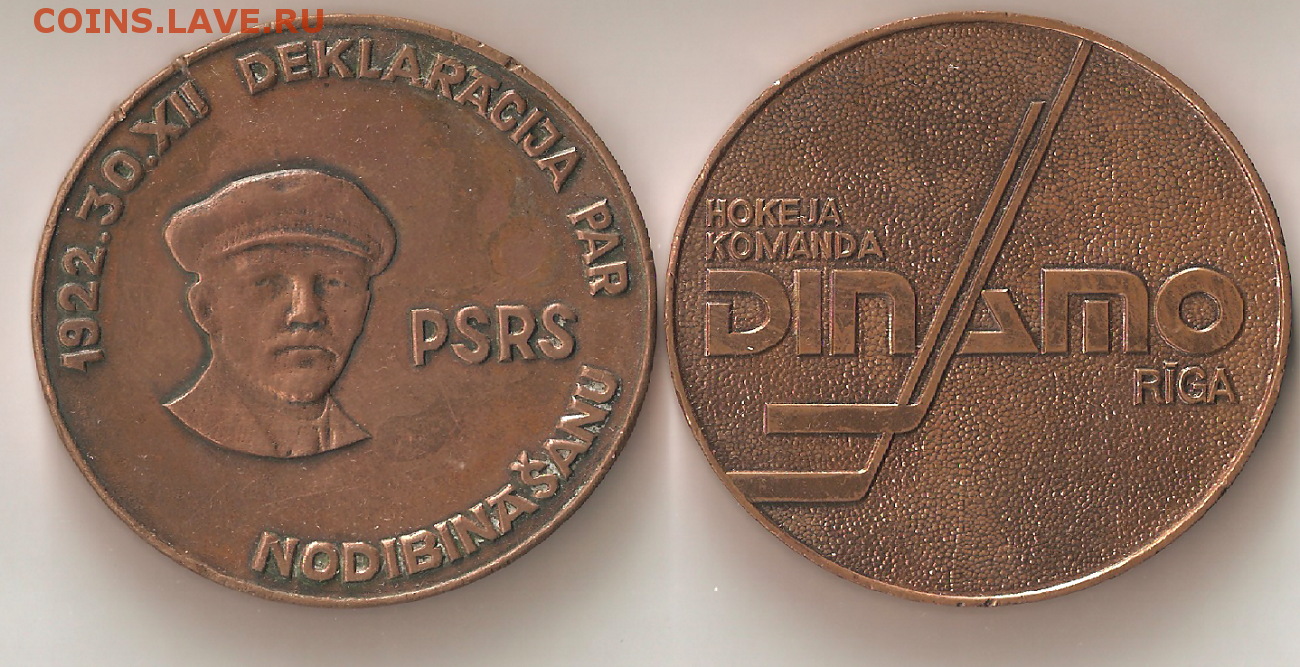 COINS.LAVE.RU
1922.30.XII DEKLARĀCIJA PAR
PSRS
NODIBINĀŠANU
HOKEJA
KOMANDA
DINAMO
RĪGA